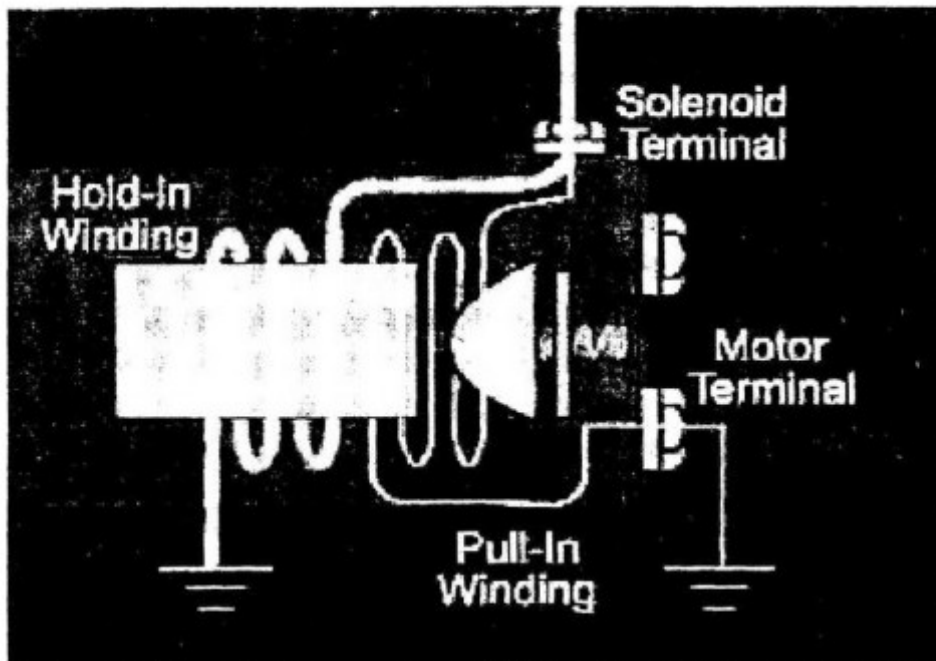 Solenoid
Terminal
Hold-In
Winding
Motor
Terminal
Pull-In
Winding